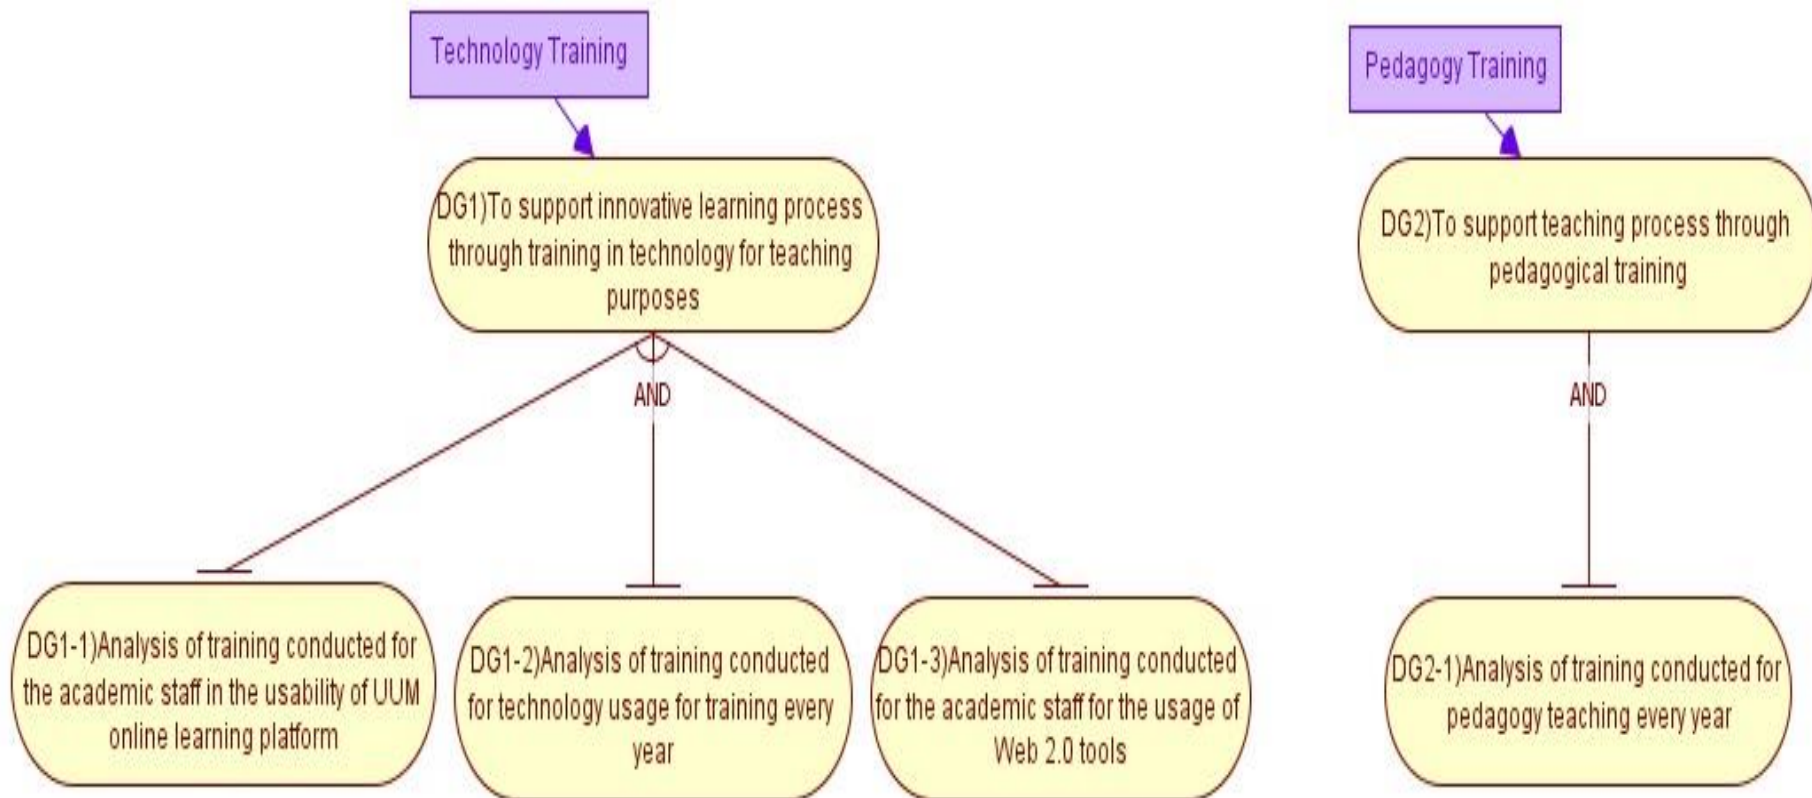 Technology Training
Pedagogy Training
DG1)To support innovative learning process
through training in technology for teaching
purposes
DG2)To support teaching process through
pedagogical training
AND
AND
DG1-1)Analysis of training conducted for
the academic staff in the usability of UUM
online learning platform
DG1-2)Analysis of training conducted
for technology usage for training every
year
DG1-3)Analysis of training conducted
for the academic staff for the usage of
Web 2.0 tools
DG2-1)Analysis of training conducted for
pedagogy teaching every year